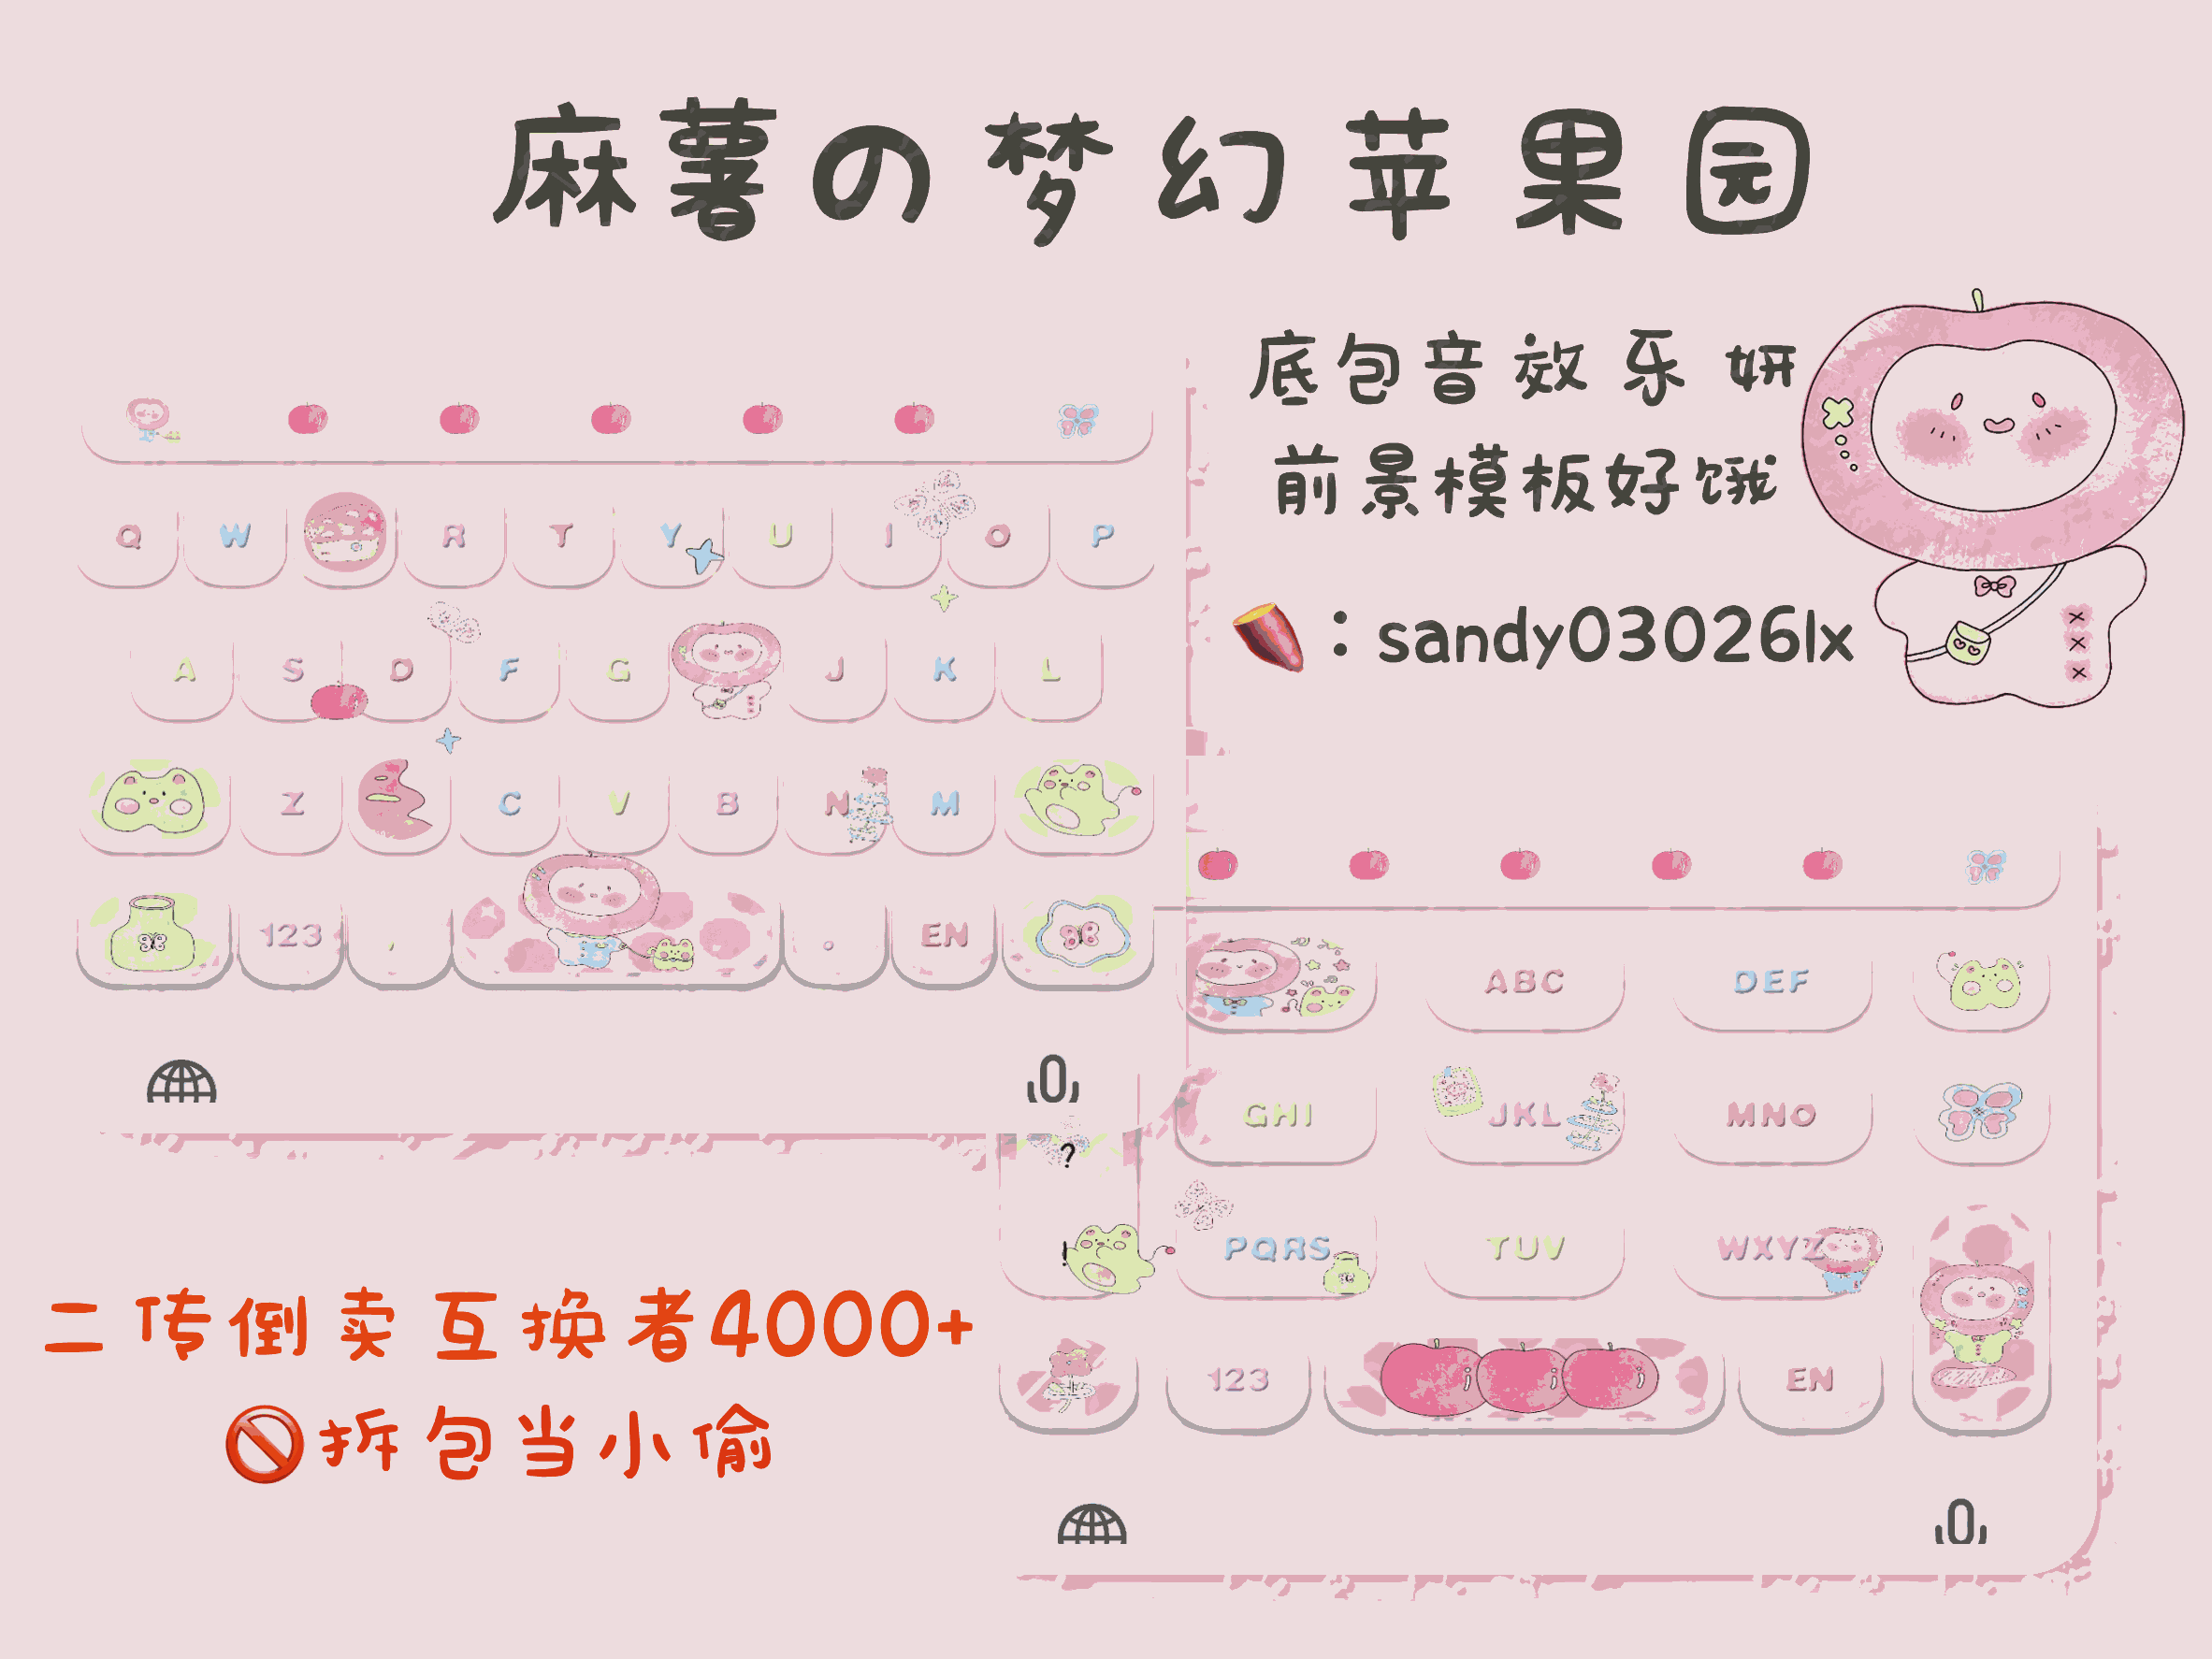 麻薯の梦幻苹果园
底包音效乐妍
前景模板好饿
🍠：sandy03026lx
Q W R T Y U I O P
A S D F G J K L
Z C V B N M
123 , 。 EN
ABC DEF
?
GHI JKL MNO
!
PQRS TUV WXYZ
123 EN
二传倒卖互换者4000+
🚫拆包当小偷